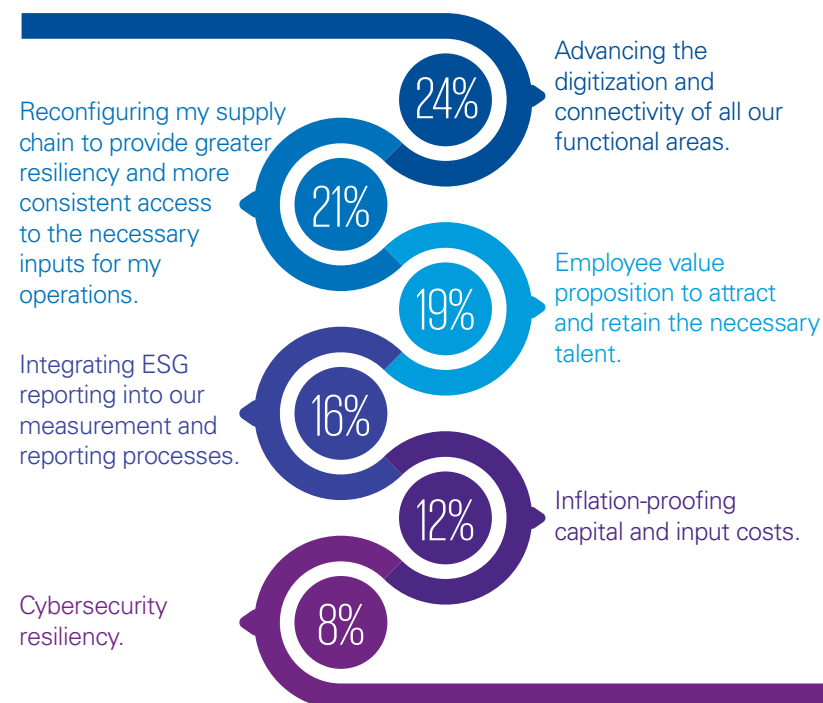 24%
Advancing the
digitization and
connectivity of all our
functional areas.
Reconfiguring my supply
chain to provide greater
resiliency and more
consistent access
to the necessary
inputs for my
operations.
21%
19%
Employee value
proposition to attract
and retain the necessary
talent.
Integrating ESG
reporting into our
measurement and
reporting processes.
16%
12%
Inflation-proofing
capital and input costs.
Cybersecurity
resiliency.
8%